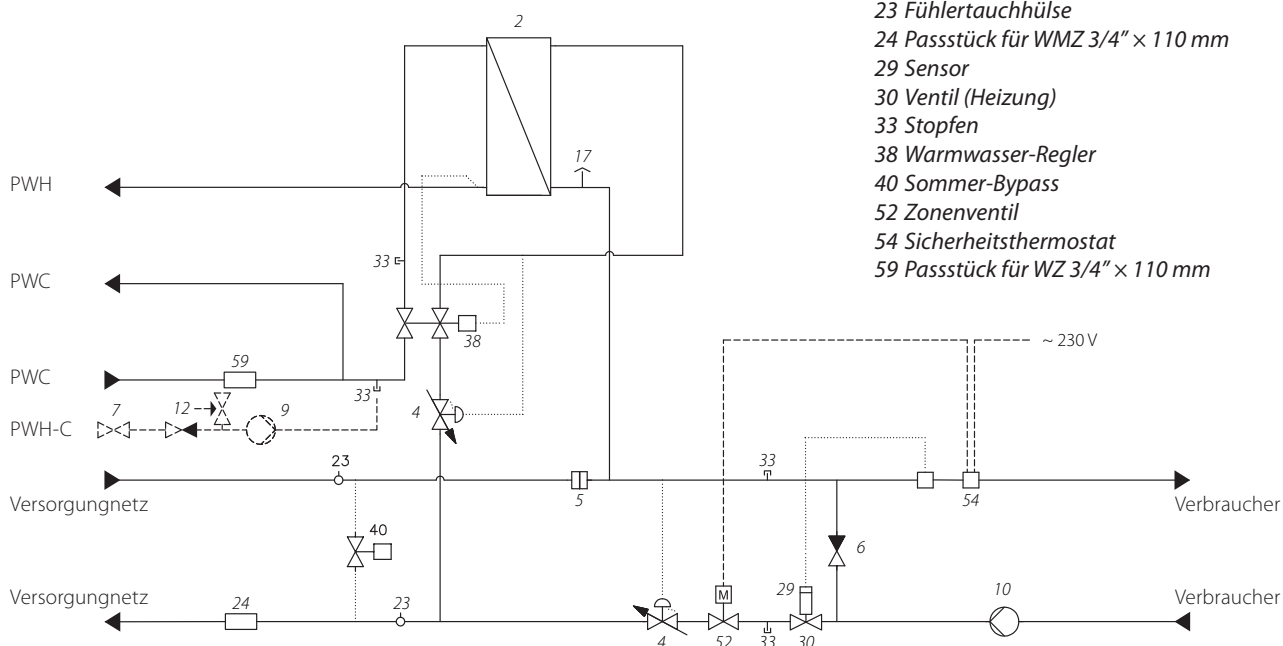 23 Fühlertauchhülse
24 Passstück für WMZ 3/4" × 110 mm
29 Sensor
30 Ventil (Heizung)
33 Stopfen
38 Warmwasser-Regler
40 Sommer-Bypass
52 Zonenventil
54 Sicherheitsthermostat
59 Passstück für WZ 3/4" × 110 mm
2
17
PWH
33
PWC
38
~ 230 V
59
PWC
33
4
7
12
9
PWH-C
23
33
5
54
Versorgungnetz
Verbraucher
40
6
Versorgungnetz
24
23
29
M
10
Verbraucher
4
52
33
30